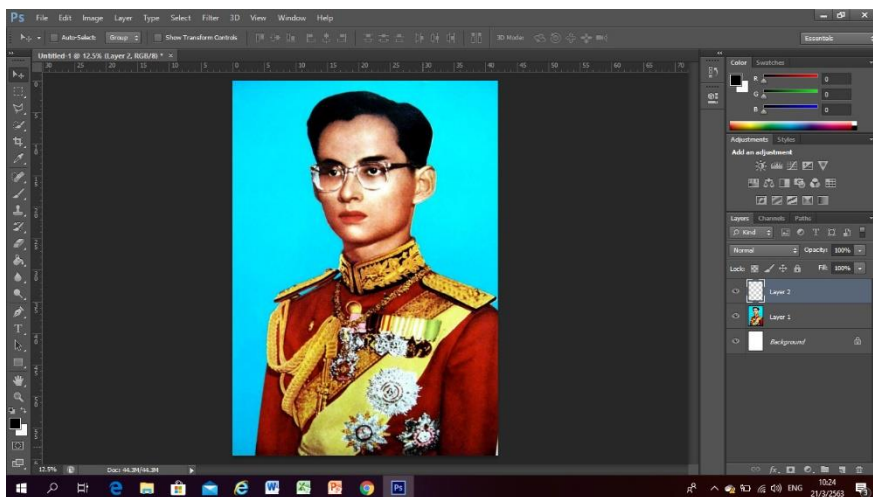 Ps File Edit Image Layer Type Select Filter 3D View Window Help
Auto-Select: Group Show Transform Controls 3D Mode: Essentials
Untitled-1 @ 12.5% (Layer 2, RGB/8) * ×
Color Swatches
R 0
G 0
B 0
Adjustments Styles
Add an adjustment
Layers Channels Paths
Kind
Normal Opacity: 100%
Lock: Fill: 100%
Layer 2
Layer 1
Background
12.5% Doc: 44.3M/44.3M
ENG 10:24
21/3/2563